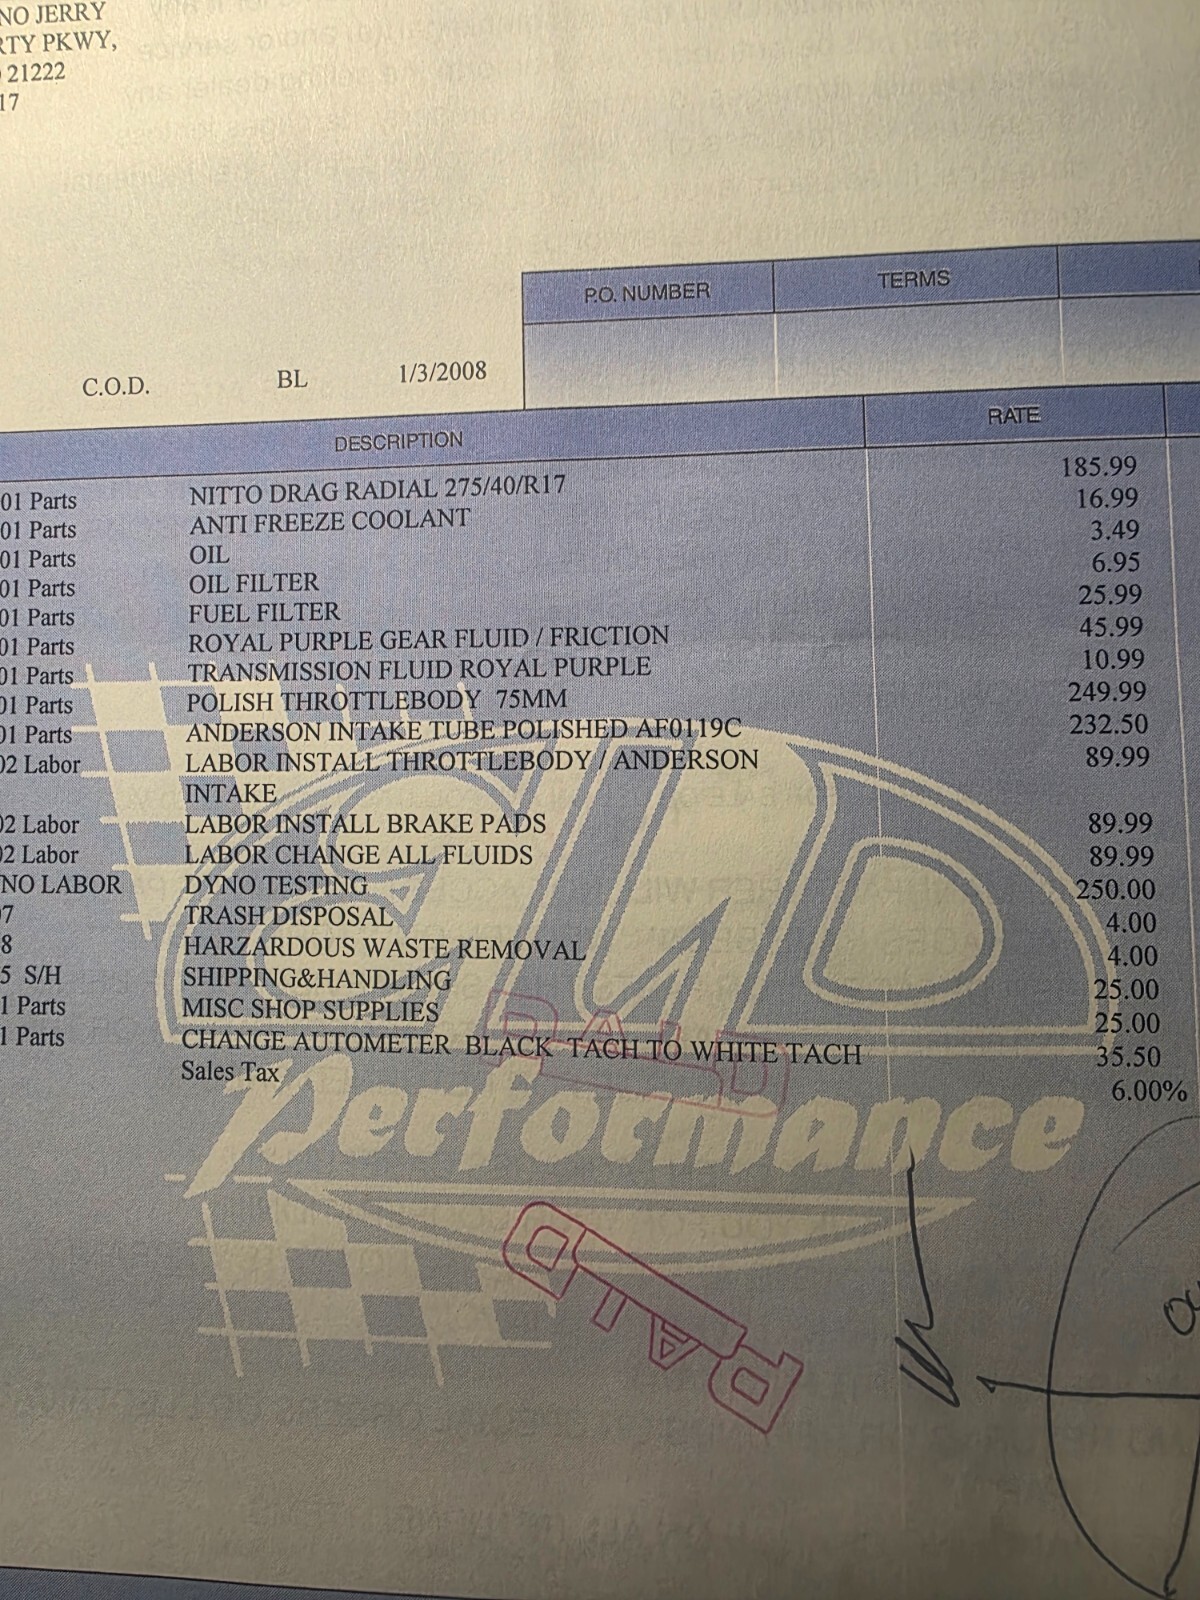 NO JERRY
RTY PKWY,
21222
17
P.O. NUMBER TERMS
C.O.D. BL 1/3/2008
DESCRIPTION RATE
01 Parts NITTO DRAG RADIAL 275/40/R17 185.99
01 Parts ANTI FREEZE COOLANT 16.99
01 Parts OIL 3.49
01 Parts OIL FILTER 6.95
01 Parts FUEL FILTER 25.99
01 Parts ROYAL PURPLE GEAR FLUID / FRICTION 45.99
01 Parts TRANSMISSION FLUID ROYAL PURPLE 10.99
01 Parts POLISH THROTTLEBODY 75MM 249.99
01 Parts ANDERSON INTAKE TUBE POLISHED AF0119C 232.50
02 Labor LABOR INSTALL THROTTLEBODY / ANDERSON 89.99
INTAKE
02 Labor LABOR INSTALL BRAKE PADS 89.99
02 Labor LABOR CHANGE ALL FLUIDS 89.99
NO LABOR DYNO TESTING 250.00
07 TRASH DISPOSAL 4.00
8 HARZARDOUS WASTE REMOVAL 4.00
5 S/H SHIPPING&HANDLING 25.00
1 Parts MISC SHOP SUPPLIES 25.00
1 Parts CHANGE AUTOMETER BLACK TACH TO WHITE TACH 35.50
Sales Tax 6.00%
PAID
Performance
PAID